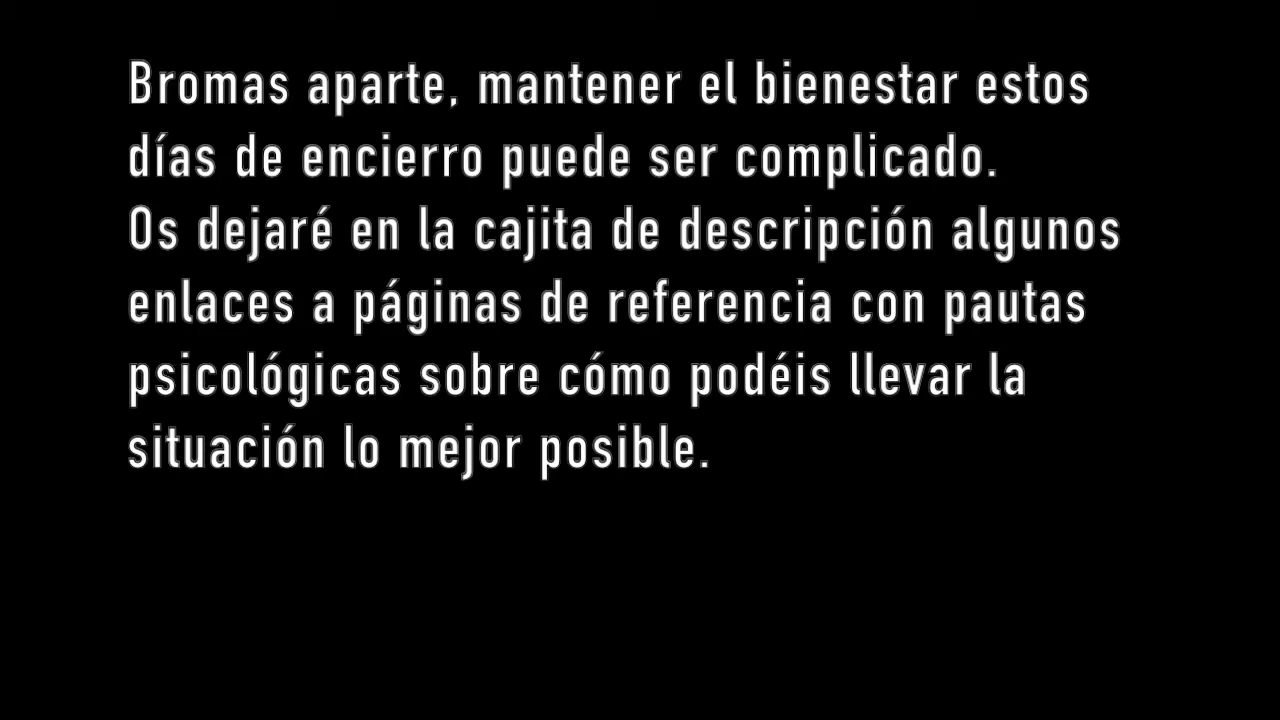 Bromas aparte, mantener el bienestar estos
días de encierro puede ser complicado.
Os dejaré en la cajita de descripción algunos
enlaces a páginas de referencia con pautas
psicológicas sobre cómo podéis llevar la
situación lo mejor posible.